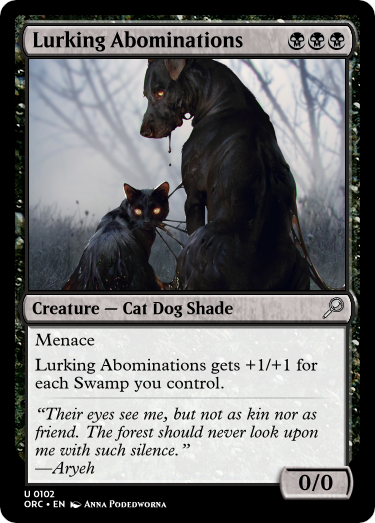 Lurking Abominations
Creature — Cat Dog Shade
Menace
Lurking Abominations gets +1/+1 for
each Swamp you control.
“Their eyes see me, but not as kin nor as
friend. The forest should never look upon
me with such silence.”
—Aryeh
0/0
U 0102
ORC • EN Anna Podedworna